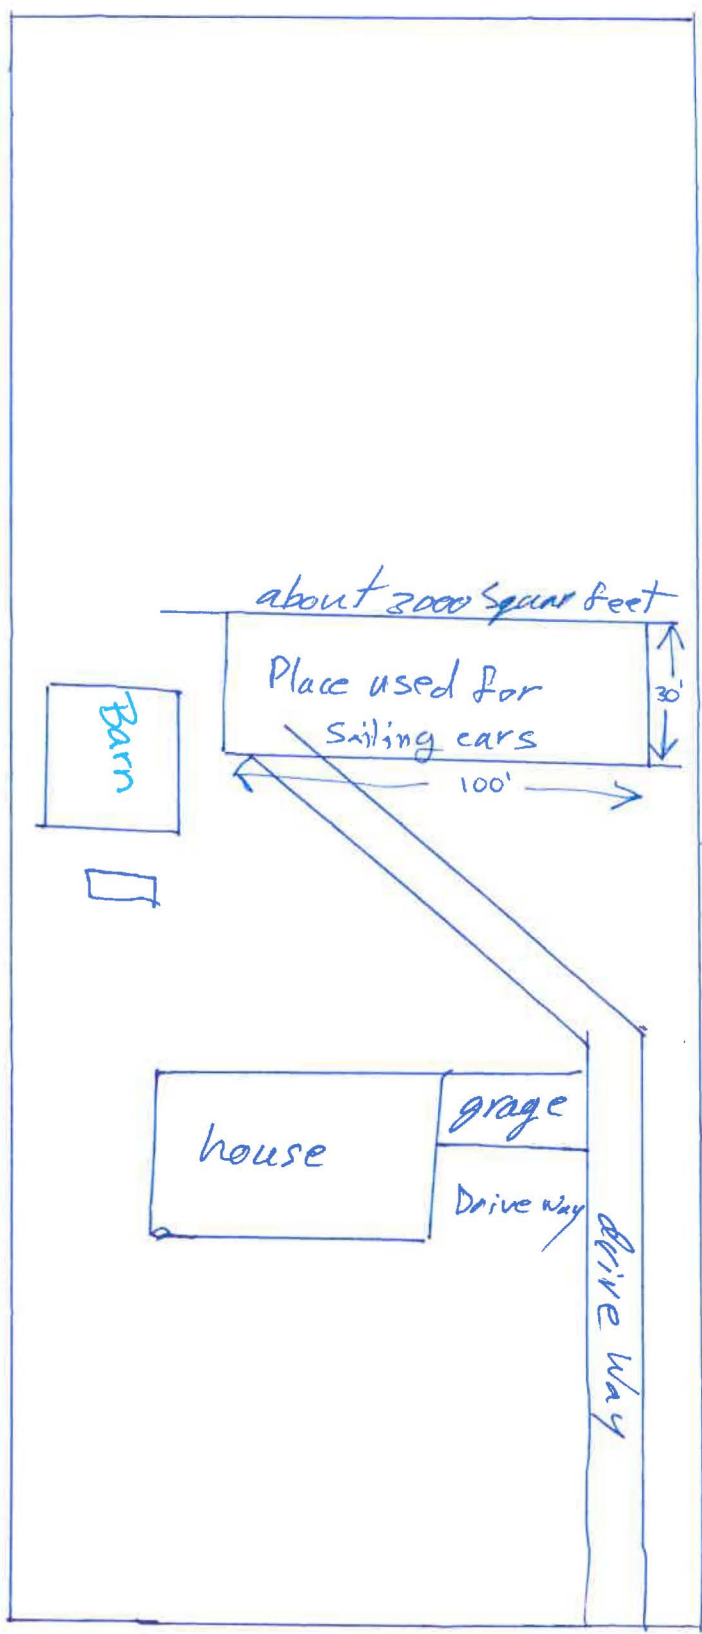 about 3000 Squar feet
Place used for
Sailing cars
30'
100'
Barn
house
grage
Drive way
drive way